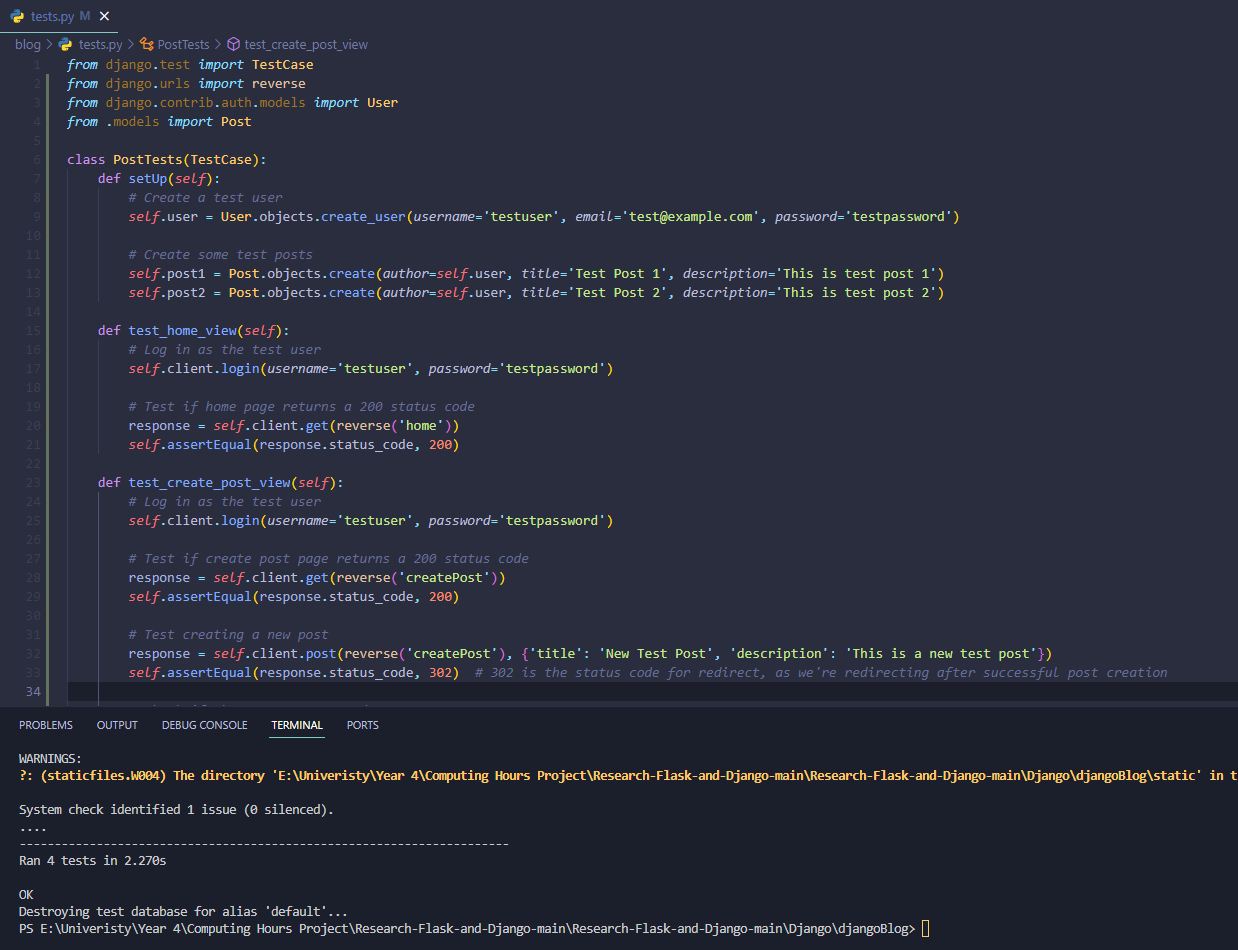 tests.py M
blog > tests.py > PostTests > test_create_post_view
1 from django.test import TestCase
2 from django.urls import reverse
3 from django.contrib.auth.models import User
4 from .models import Post
5
6 class PostTests(TestCase):
7 def setUp(self):
8 # Create a test user
9 self.user = User.objects.create_user(username='testuser', email='test@example.com', password='testpassword')
10
11 # Create some test posts
12 self.post1 = Post.objects.create(author=self.user, title='Test Post 1', description='This is test post 1')
13 self.post2 = Post.objects.create(author=self.user, title='Test Post 2', description='This is test post 2')
14
15 def test_home_view(self):
16 # Log in as the test user
17 self.client.login(username='testuser', password='testpassword')
18
19 # Test if home page returns a 200 status code
20 response = self.client.get(reverse('home'))
21 self.assertEqual(response.status_code, 200)
22
23 def test_create_post_view(self):
24 # Log in as the test user
25 self.client.login(username='testuser', password='testpassword')
26
27 # Test if create post page returns a 200 status code
28 response = self.client.get(reverse('createPost'))
29 self.assertEqual(response.status_code, 200)
30
31 # Test creating a new post
32 response = self.client.post(reverse('createPost'), {'title': 'New Test Post', 'description': 'This is a new test post'})
33 self.assertEqual(response.status_code, 302) # 302 is the status code for redirect, as we're redirecting after successful post creation
34
PROBLEMS OUTPUT DEBUG CONSOLE TERMINAL PORTS
WARNINGS:
?: (staticfiles.W004) The directory 'E:\Univeristy\Year 4\Computing Hours Project\Research-Flask-and-Django-main\Research-Flask-and-Django-main\Django\djangoBlog\static' in t
System check identified 1 issue (0 silenced).
....
----------------------------------------------------------------------
Ran 4 tests in 2.270s
OK
Destroying test database for alias 'default'...
PS E:\Univeristy\Year 4\Computing Hours Project\Research-Flask-and-Django-main\Research-Flask-and-Django-main\Django\djangoBlog>